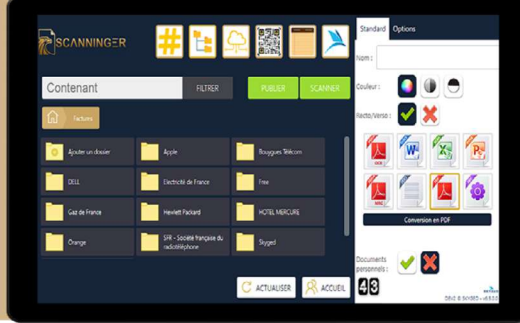 SCANNINGER
Standard Options
Nom :
Contenant
FILTRER
PUBLIER
SCANNER
Couleur :
Factures
Recto/Verso :
Ajouter un dossier
Apple
Bouygues Télécom
DELL
Electricité de France
Free
Gaz de France
Hewlett Packard
HOTEL MERCURE
Orange
SFR - Société française du
radiotéléphone
Skyged
Conversion en PDF
Documents
personnels :
ACTUALISER
ACCUEIL
43